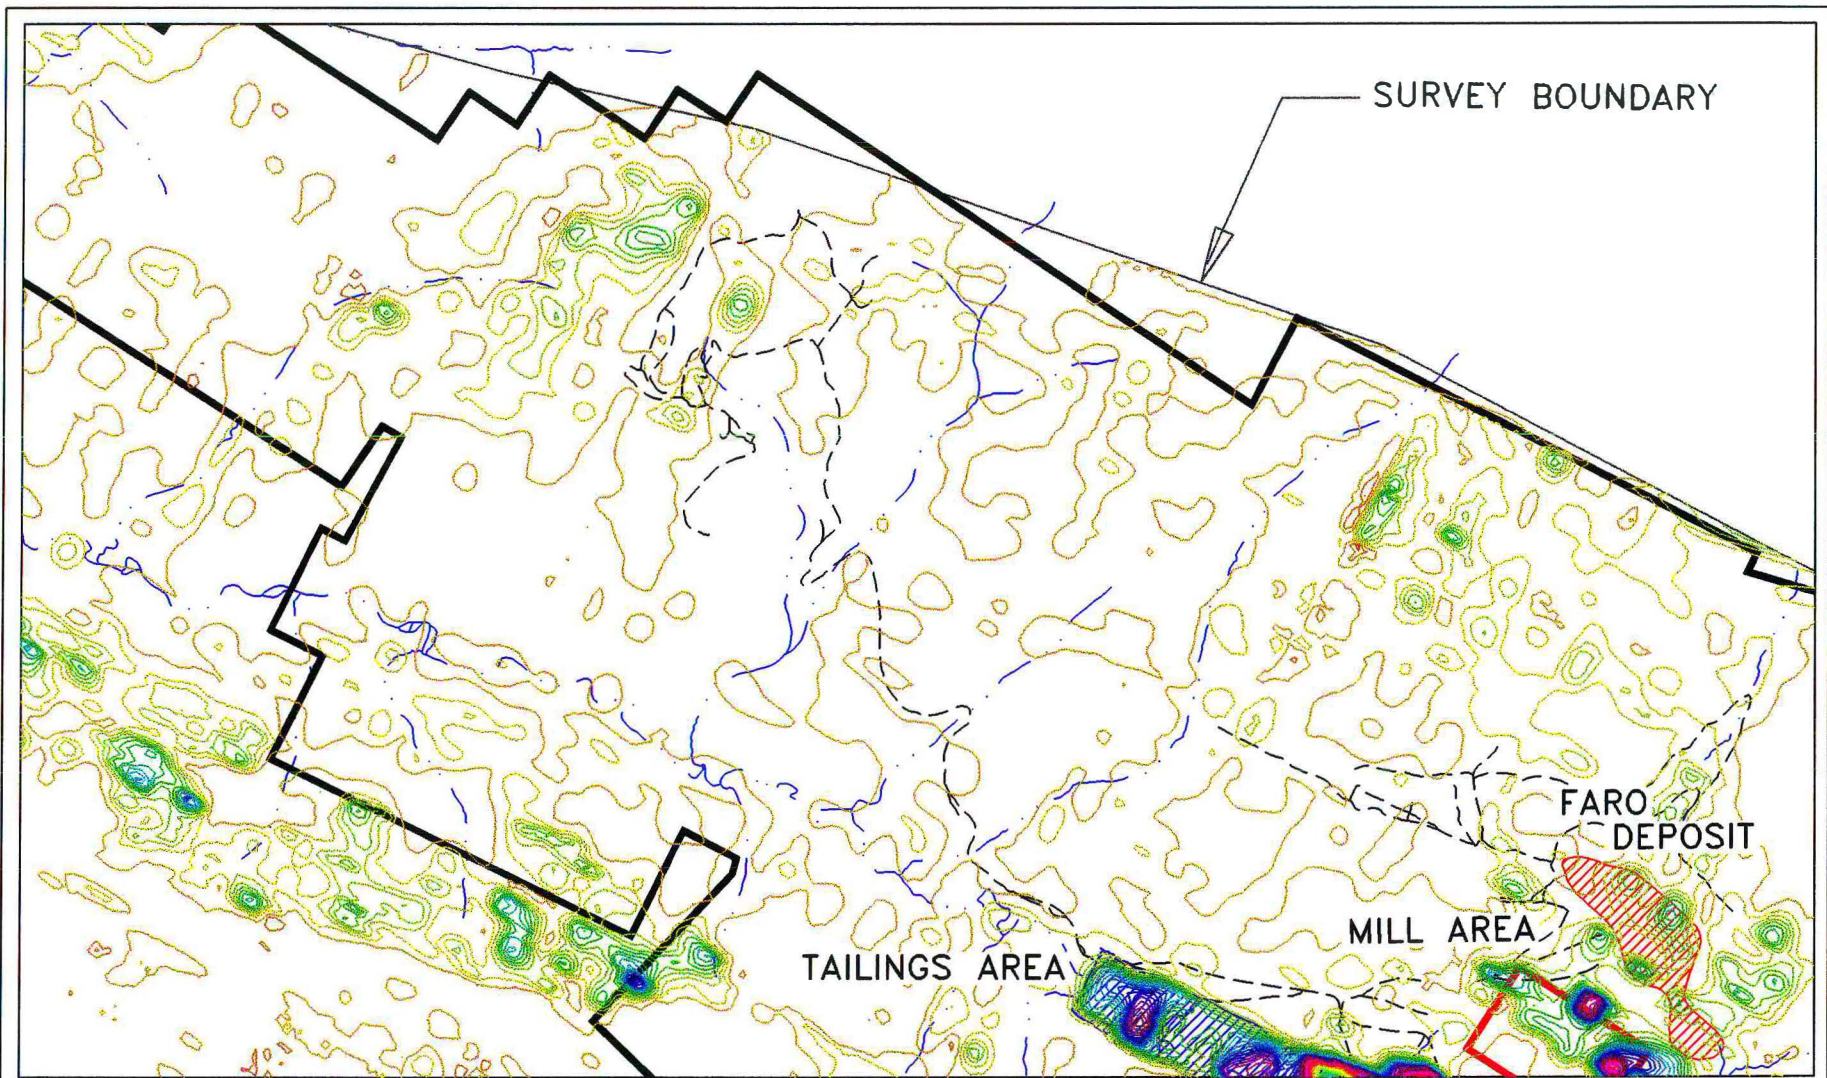 SURVEY BOUNDARY
FARO
DEPOSIT
MILL AREA
TAILINGS AREA